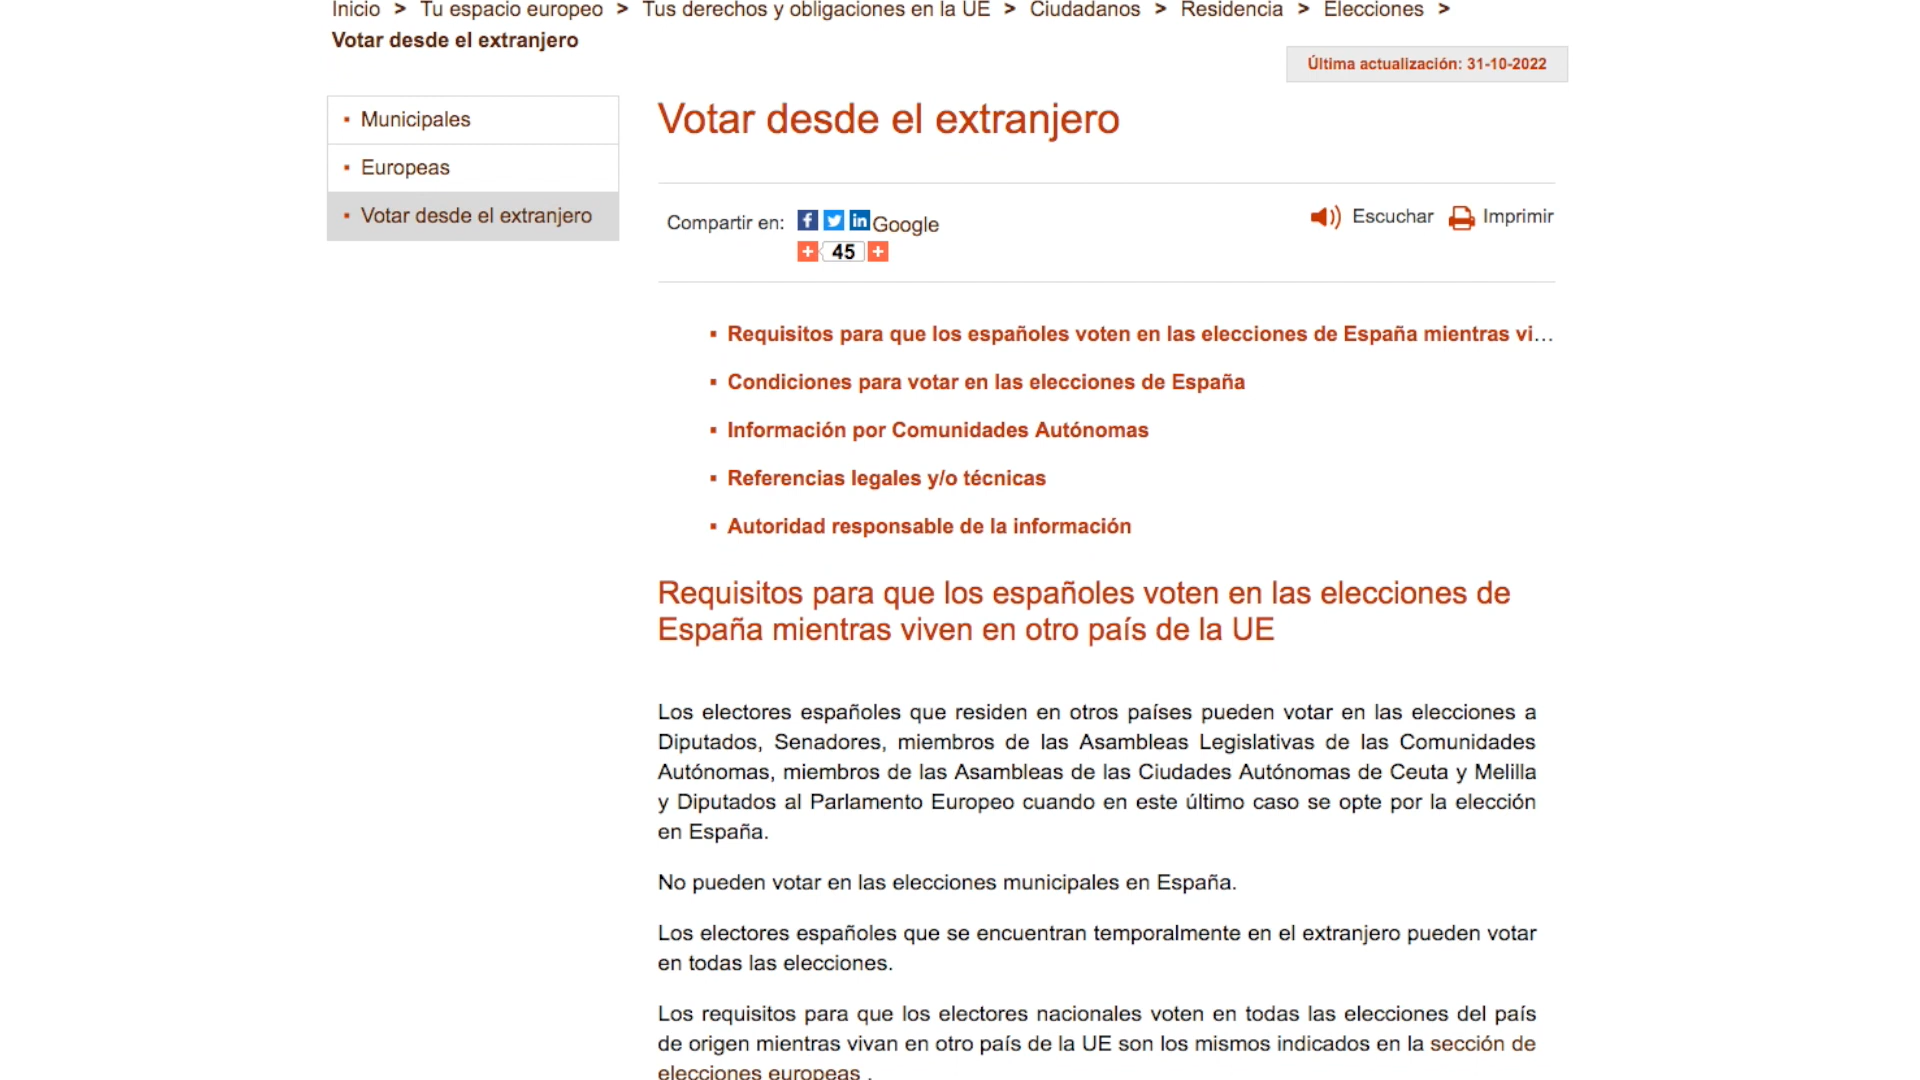 Inicio > Tu espacio europeo > Tus derechos y obligaciones en la UE > Ciudadanos > Residencia > Elecciones >
Votar desde el extranjero
Última actualización: 31-10-2022
Municipales
Europeas
Votar desde el extranjero
Votar desde el extranjero
Compartir en: Google
+ 45 +
Escuchar Imprimir
Requisitos para que los españoles voten en las elecciones de España mientras vi...
Condiciones para votar en las elecciones de España
Información por Comunidades Autónomas
Referencias legales y/o técnicas
Autoridad responsable de la información
Requisitos para que los españoles voten en las elecciones de
España mientras viven en otro país de la UE
Los electores españoles que residen en otros países pueden votar en las elecciones a
Diputados, Senadores, miembros de las Asambleas Legislativas de las Comunidades
Autónomas, miembros de las Asambleas de las Ciudades Autónomas de Ceuta y Melilla
y Diputados al Parlamento Europeo cuando en este último caso se opte por la elección
en España.
No pueden votar en las elecciones municipales en España.
Los electores españoles que se encuentran temporalmente en el extranjero pueden votar
en todas las elecciones.
Los requisitos para que los electores nacionales voten en todas las elecciones del país
de origen mientras vivan en otro país de la UE son los mismos indicados en la sección de
elecciones europeas .